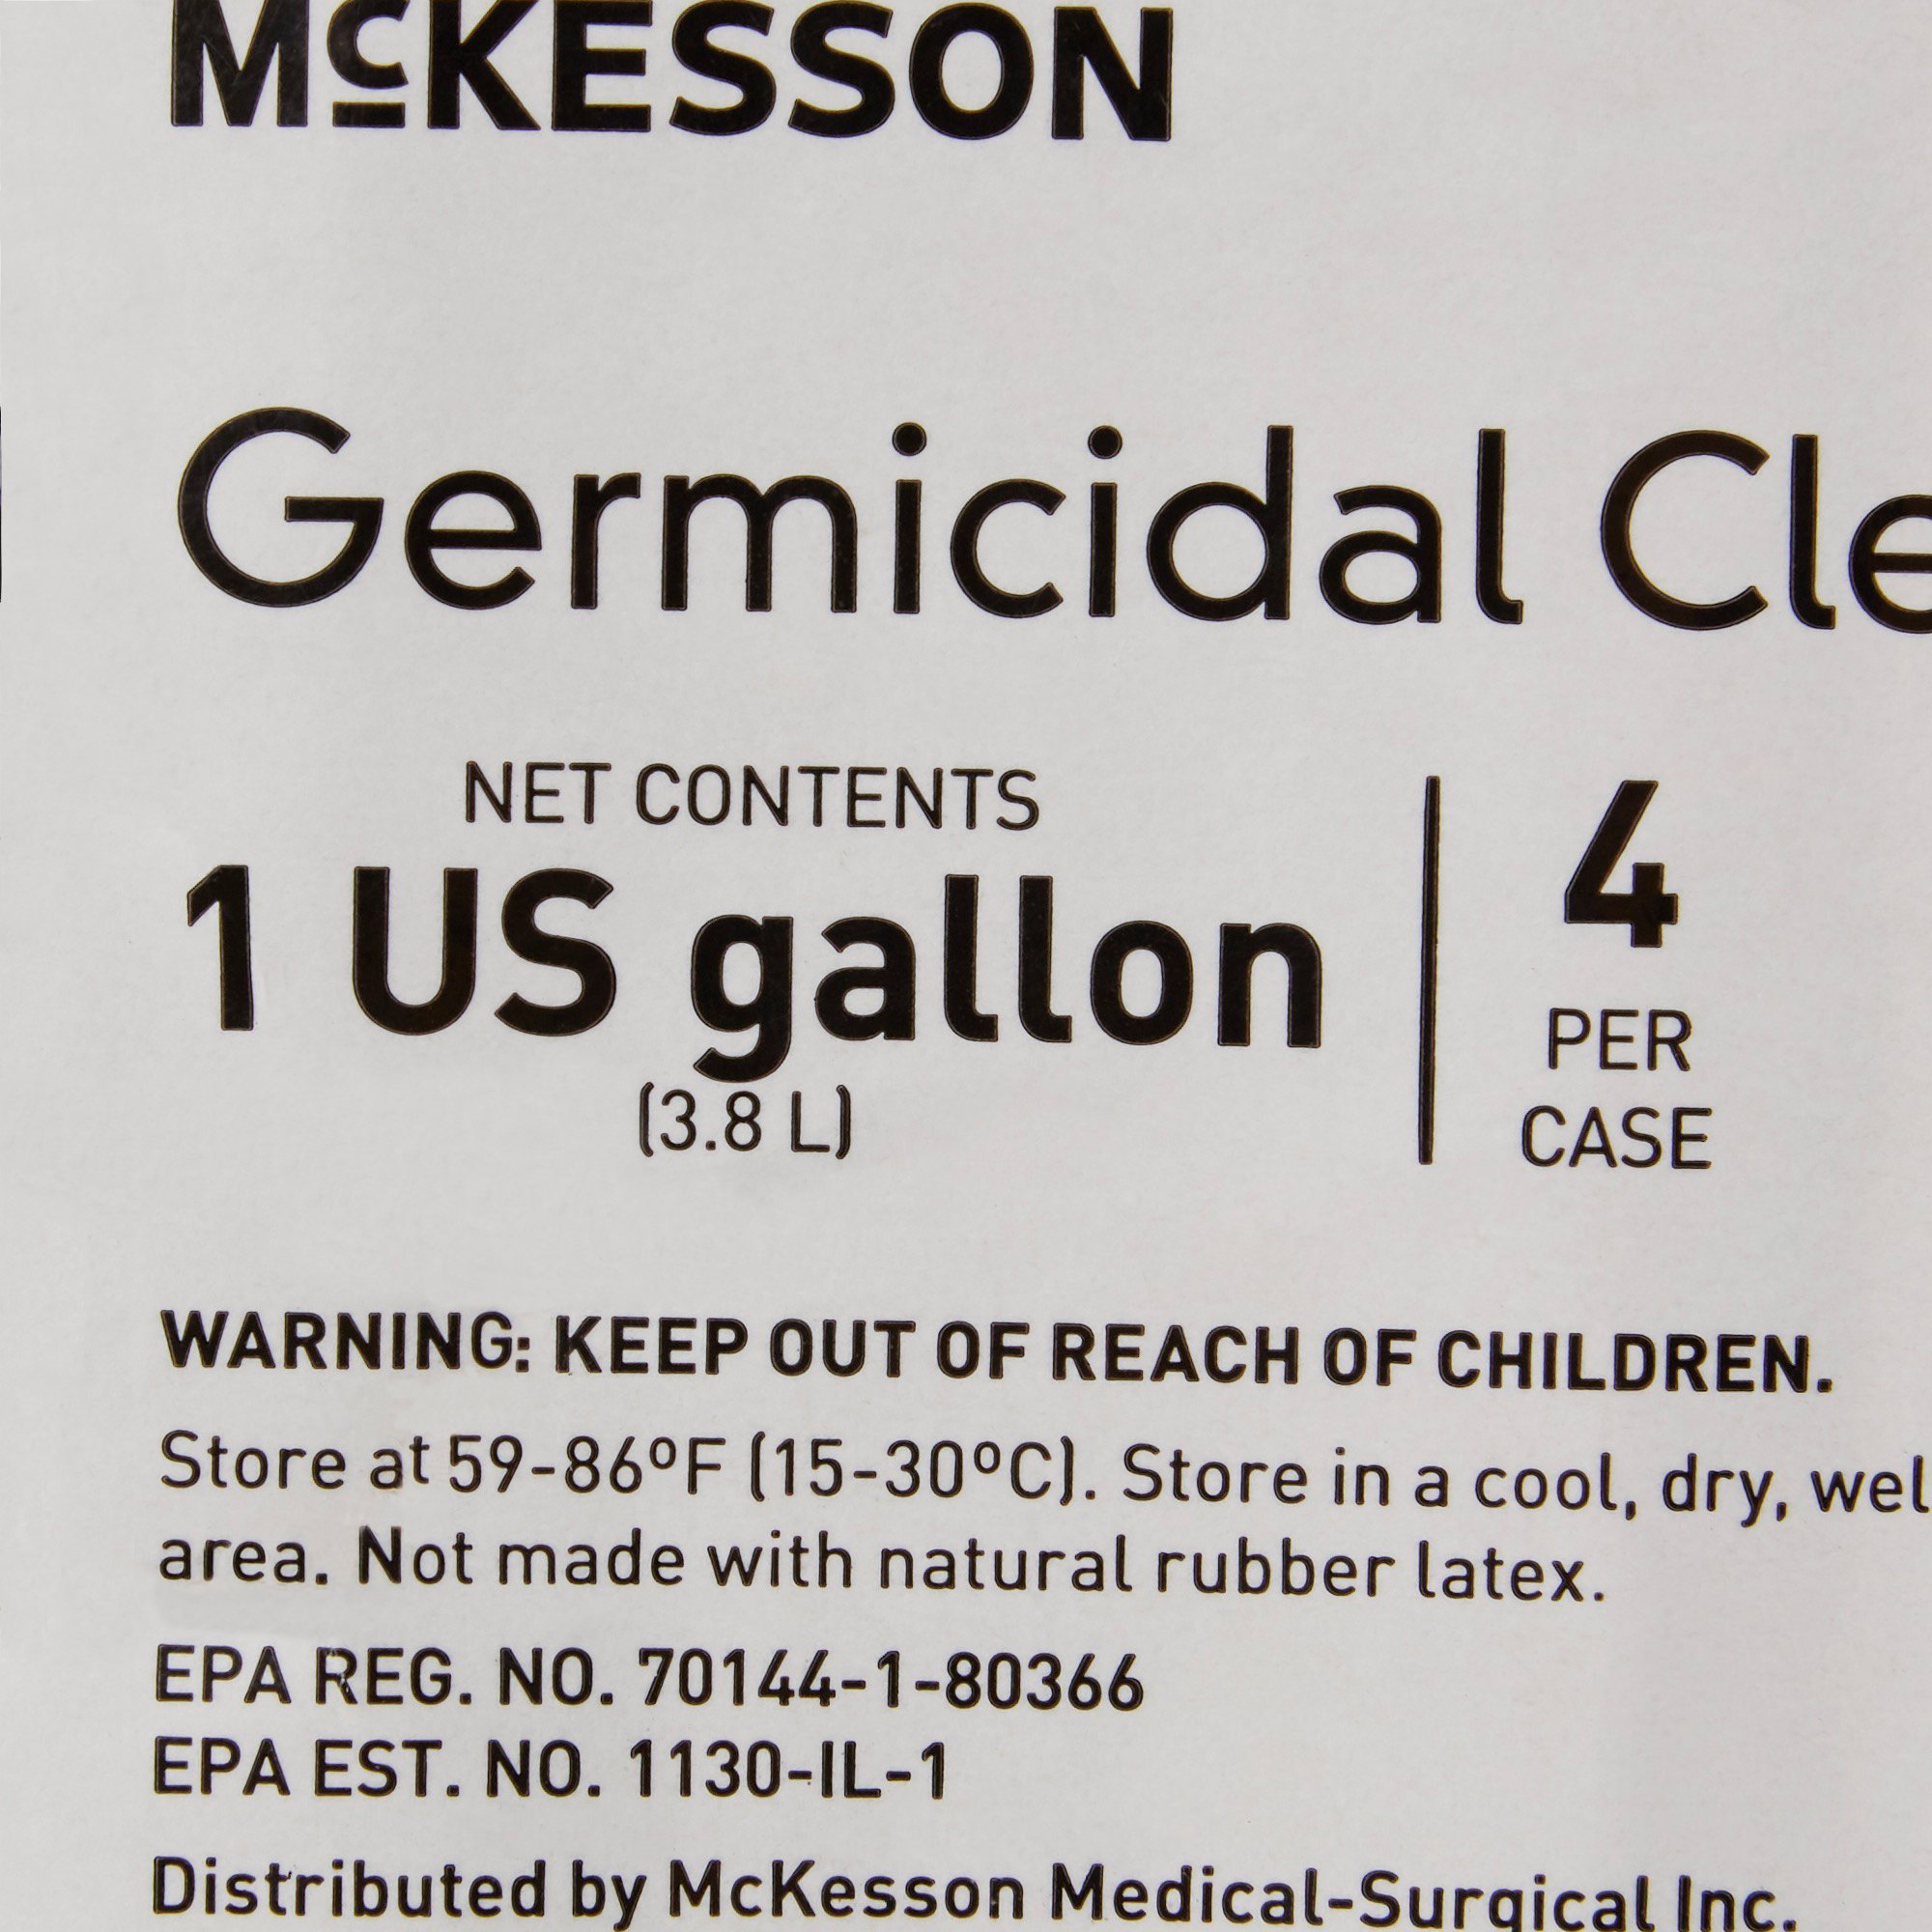 McKESSON
Germicidal Cle
NET CONTENTS
1 US gallon
(3.8 L)
4
PER
CASE
WARNING: KEEP OUT OF REACH OF CHILDREN.
Store at 59-86ºF (15-30ºC). Store in a cool, dry, wel
area. Not made with natural rubber latex.
EPA REG. NO. 70144-1-80366
EPA EST. NO. 1130-IL-1
Distributed by McKesson Medical-Surgical Inc.